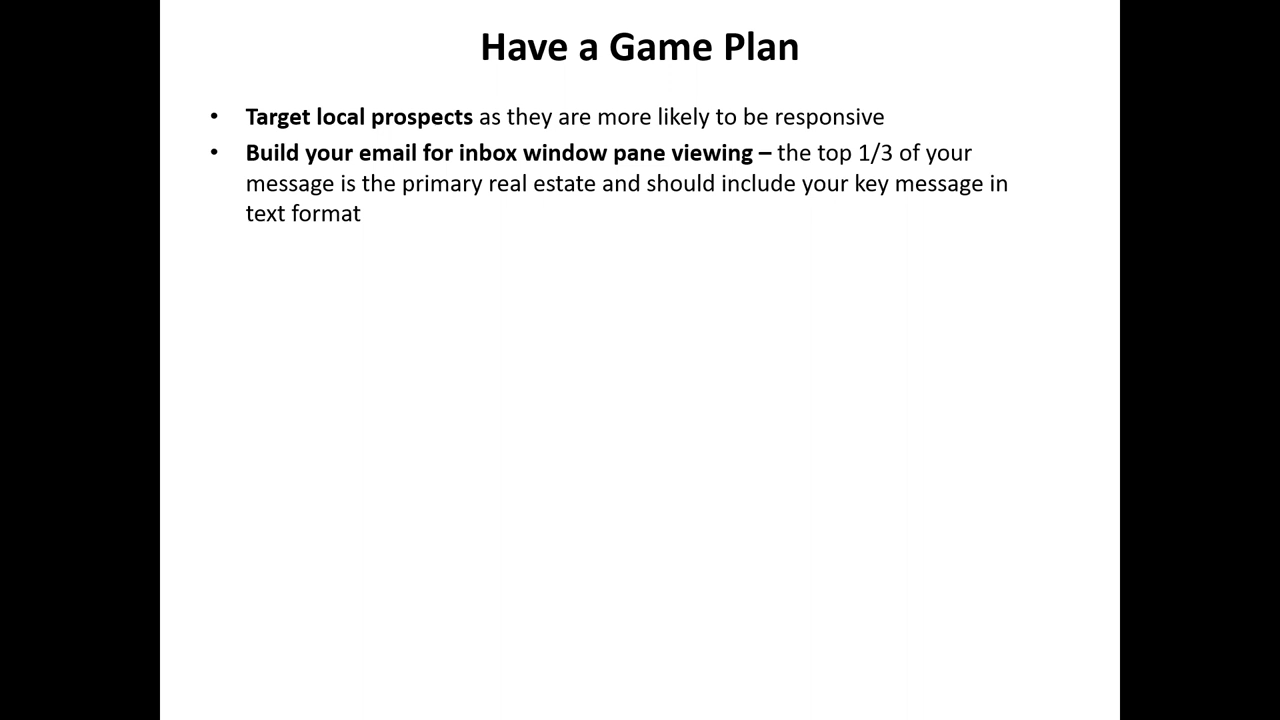 Have a Game Plan
• Target local prospects as they are more likely to be responsive
• Build your email for inbox window pane viewing – the top 1/3 of your
message is the primary real estate and should include your key message in
text format